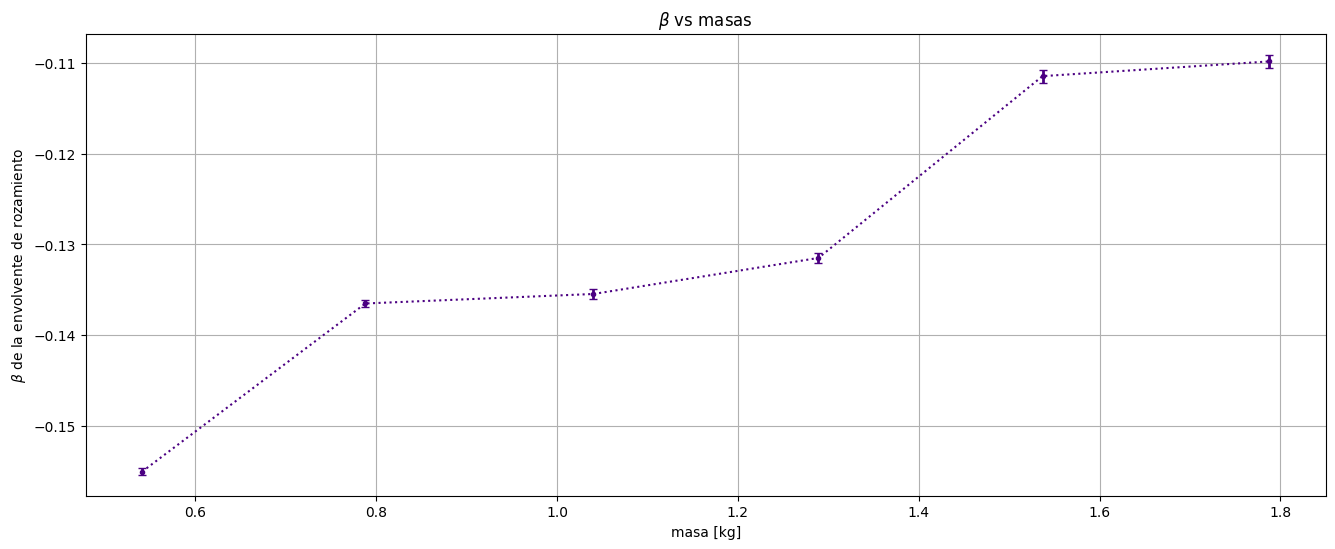 β vs masas
β de la envolvente de rozamiento
−0.11
−0.12
−0.13
−0.14
−0.15
0.6 0.8 1.0 1.2 1.4 1.6 1.8
masa [kg]